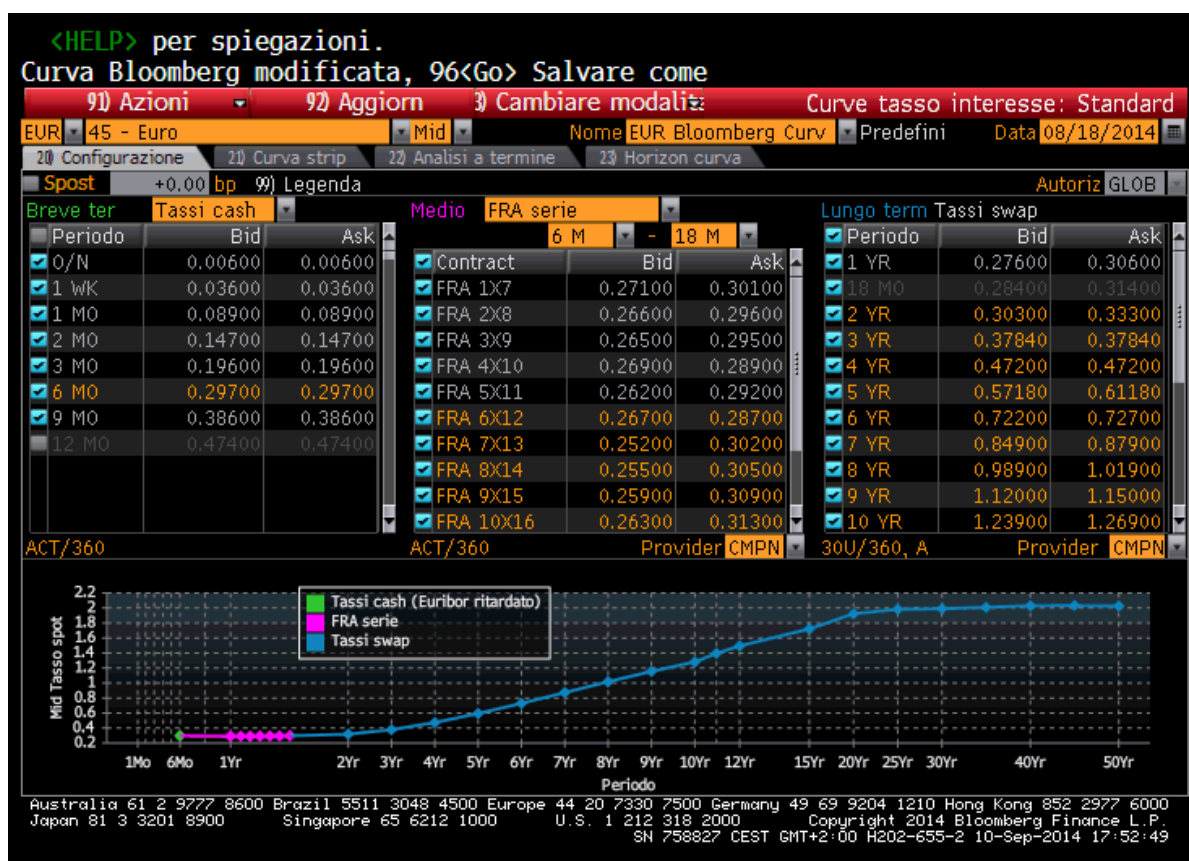 <HELP> per spiegazioni.
Curva Bloomberg modificata, 96<Go> Salvare come
91) Azioni 92) Aggiorn 3) Cambiare modalit Curve tasso interesse: Standard
EUR 45 - Euro Mid Nome EUR Bloomberg Curv Predefini Data 08/18/2014
20) Configurazione 21) Curva strip 22) Analisi a termine 23) Horizon curva
Spost +0.00 bp 99) Legenda Autoriz GLOB
Breve ter Tassi cash Medio FRA serie Lungo term Tassi swap
6 M - 18 M
Periodo Bid Ask
O/N 0.00600 0.00600
1 WK 0.03600 0.03600
1 MO 0.08900 0.08900
2 MO 0.14700 0.14700
3 MO 0.19600 0.19600
6 MO 0.29700 0.29700
9 MO 0.38600 0.38600
12 MO 0.47400 0.47400
ACT/360
Contract Bid Ask
FRA 1X7 0.27100 0.30100
FRA 2X8 0.26600 0.29600
FRA 3X9 0.26500 0.29500
FRA 4X10 0.26900 0.28900
FRA 5X11 0.26200 0.29200
FRA 6X12 0.26700 0.28700
FRA 7X13 0.25200 0.30200
FRA 8X14 0.25500 0.30500
FRA 9X15 0.25900 0.30900
FRA 10X16 0.26300 0.31300
ACT/360 Provider CMPN
Periodo Bid Ask
1 YR 0.27600 0.30600
18 MO 0.28400 0.31400
2 YR 0.30300 0.33300
3 YR 0.37840 0.37840
4 YR 0.47200 0.47200
5 YR 0.57180 0.61180
6 YR 0.72200 0.72700
7 YR 0.84900 0.87900
8 YR 0.98900 1.01900
9 YR 1.12000 1.15000
10 YR 1.23900 1.26900
30U/360, A Provider CMPN
Mid Tasso spot
2.2
2
1.8
1.6
1.4
1.2
1
0.8
0.6
0.4
0.2
Tassi cash (Euribor ritardato)
FRA serie
Tassi swap
1Mo 6Mo 1Yr 2Yr 3Yr 4Yr 5Yr 6Yr 7Yr 8Yr 9Yr 10Yr 12Yr 15Yr 20Yr 25Yr 30Yr 40Yr 50Yr
Periodo
Australia 61 2 9777 8600 Brazil 5511 3048 4500 Europe 44 20 7330 7500 Germany 49 69 9204 1210 Hong Kong 852 2977 6000
Japan 81 3 3201 8900 Singapore 65 6212 1000 U.S. 1 212 318 2000 Copyright 2014 Bloomberg Finance L.P.
SN 758827 CEST GMT+2:00 H202-655-2 10-Sep-2014 17:52:49